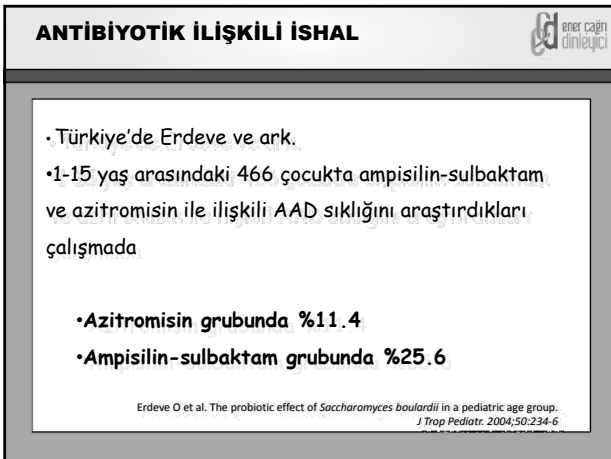 ANTİBİYOTİK İLİŞKİLİ İSHAL
ener cağrı
dinleyici
• Türkiye'de Erdeve ve ark.
•1-15 yaş arasındaki 466 çocukta ampisilin-sulbaktam
ve azitromisin ile ilişkili AAD sıklığını araştırdıkları
çalışmada
•Azitromisin grubunda %11.4
•Ampisilin-sulbaktam grubunda %25.6
Erdeve O et al. The probiotic effect of Saccharomyces boulardii in a pediatric age group.
J Trop Pediatr. 2004;50:234-6